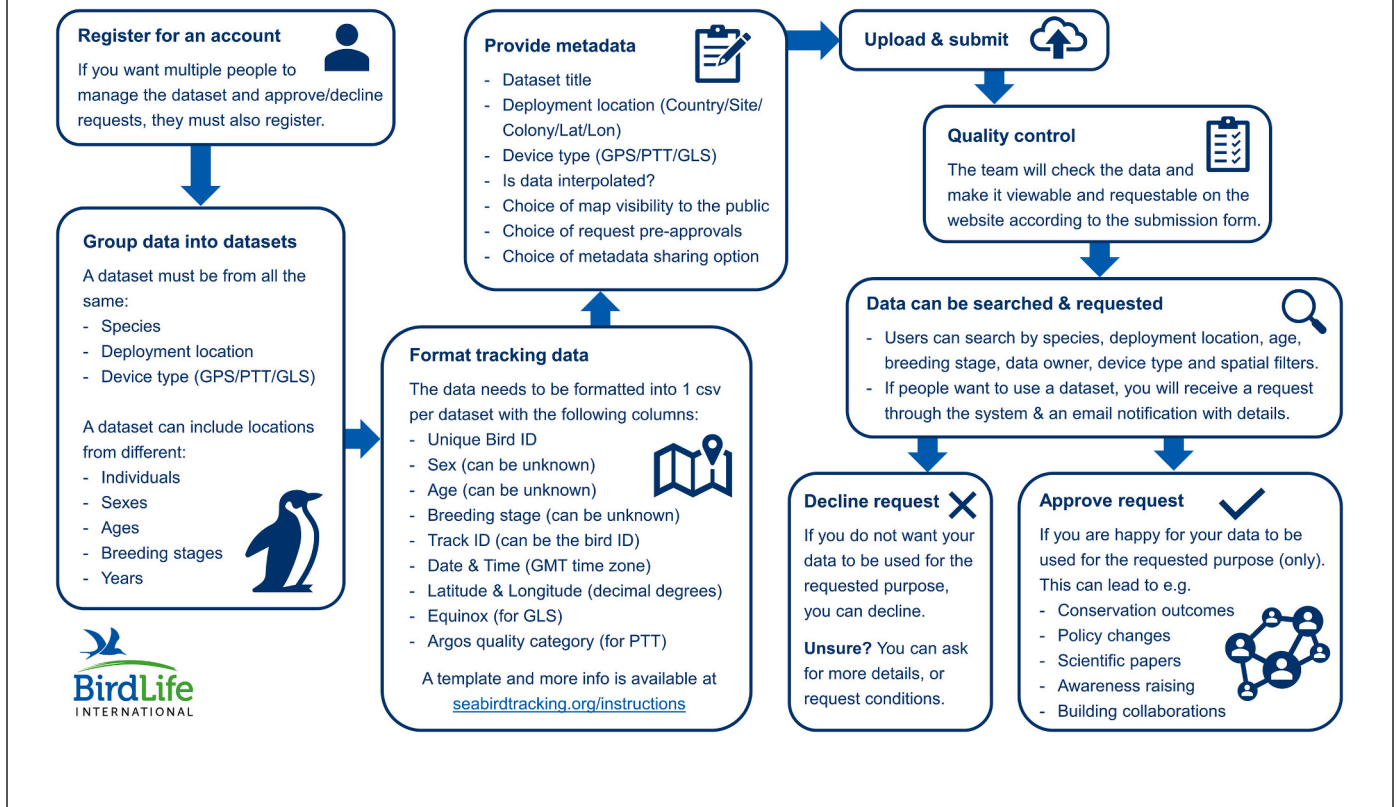 Register for an account
If you want multiple people to
manage the dataset and approve/decline
requests, they must also register.
Group data into datasets
A dataset must be from all the
same:
- Species
- Deployment location
- Device type (GPS/PTT/GLS)
A dataset can include locations
from different:
- Individuals
- Sexes
- Ages
- Breeding stages
- Years
BirdLife
INTERNATIONAL
Format tracking data
The data needs to be formatted into 1 csv
per dataset with the following columns:
- Unique Bird ID
- Sex (can be unknown)
- Age (can be unknown)
- Breeding stage (can be unknown)
- Track ID (can be the bird ID)
- Date & Time (GMT time zone)
- Latitude & Longitude (decimal degrees)
- Equinox (for GLS)
- Argos quality category (for PTT)
A template and more info is available at
seabirdtracking.org/instructions
Provide metadata
- Dataset title
- Deployment location (Country/Site/
Colony/Lat/Lon)
- Device type (GPS/PTT/GLS)
- Is data interpolated?
- Choice of map visibility to the public
- Choice of request pre-approvals
- Choice of metadata sharing option
Upload & submit
Quality control
The team will check the data and
make it viewable and requestable on the
website according to the submission form.
Data can be searched & requested
- Users can search by species, deployment location, age,
breeding stage, data owner, device type and spatial filters.
- If people want to use a dataset, you will receive a request
through the system & an email notification with details.
Decline request
If you do not want your
data to be used for the
requested purpose,
you can decline.
Unsure? You can ask
for more details, or
request conditions.
Approve request
If you are happy for your data to be
used for the requested purpose (only).
This can lead to e.g.
- Conservation outcomes
- Policy changes
- Scientific papers
- Awareness raising
- Building collaborations